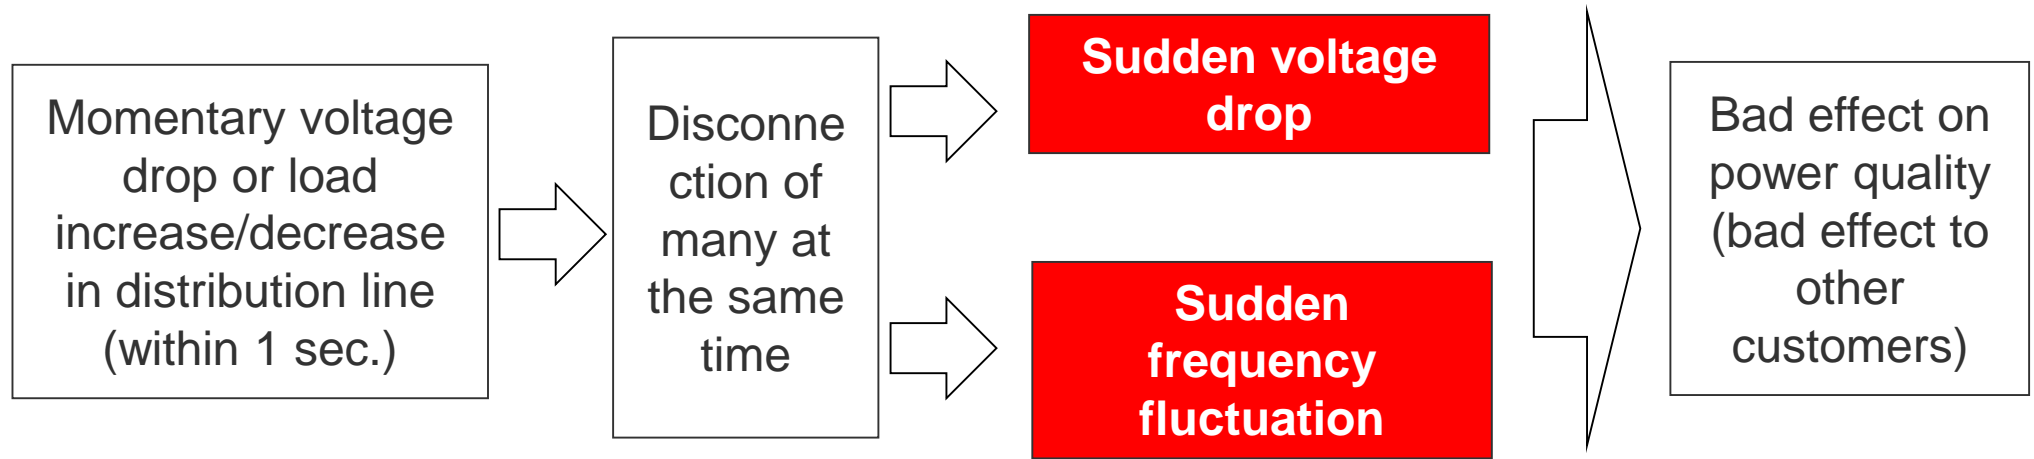 Momentary voltage
drop or load
increase/decrease
in distribution line
(within 1 sec.)
Disconne
ction of
many at
the same
time
Sudden voltage
drop
Sudden
frequency
fluctuation
Bad effect on
power quality
(bad effect to
other
customers)